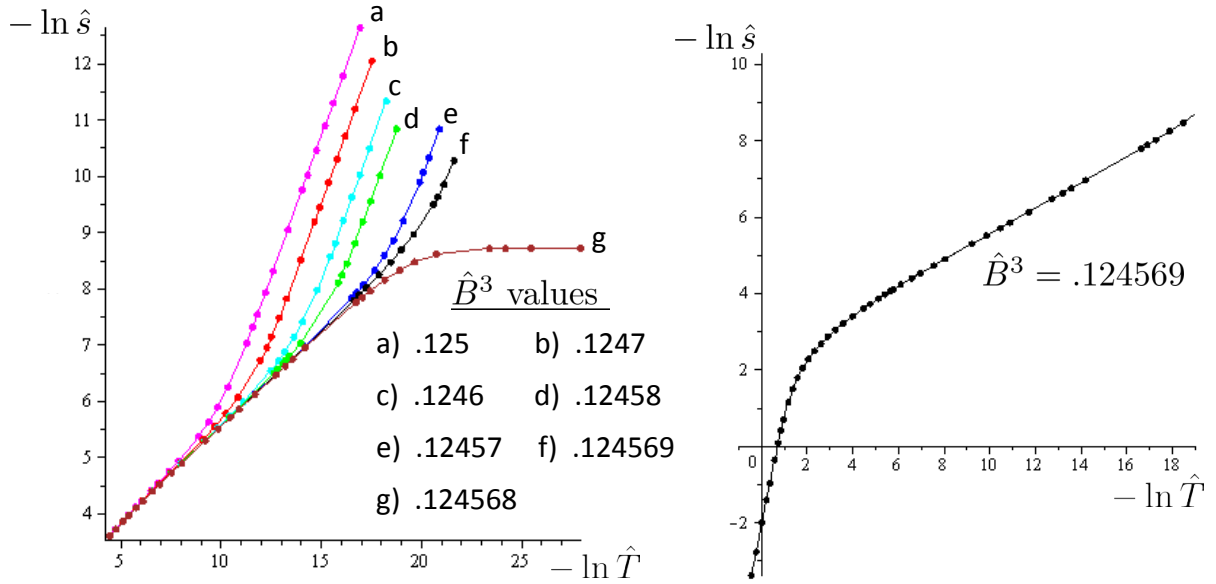 − ln ŝ
12
11
10
9
8
7
6
5
4
5 10 15 20 25
− ln T̂
a
b
c
d
e
f
g
B̂³ values
a) .125 b) .1247
c) .1246 d) .12458
e) .12457 f) .124569
g) .124568
− ln ŝ
10
8
6
4
2
0
−2
0 2 4 6 8 10 12 14 16 18
− ln T̂
B̂³ = .124569